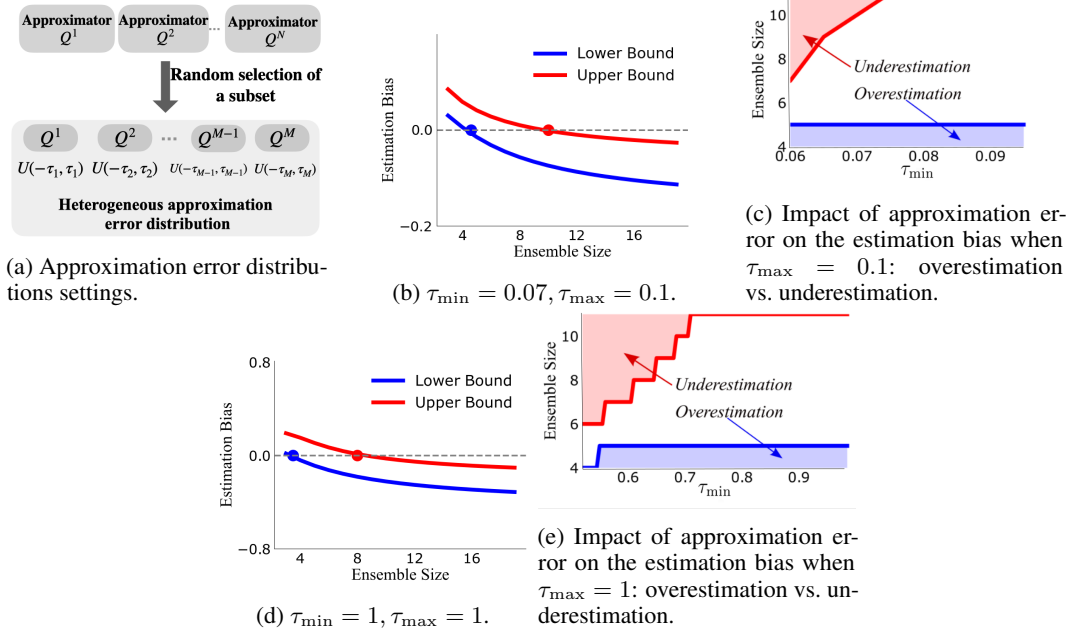 Approximator Approximator Approximator
Q^1 Q^2 ... Q^N
Random selection of
a subset
Q^1 Q^2 ... Q^{M−1} Q^M
U(−τ_1, τ_1) U(−τ_2, τ_2) U(−τ_{M−1}, τ_{M−1}) U(−τ_M, τ_M)
Heterogeneous approximation
error distribution
(a) Approximation error distribu-
tions settings.
Estimation Bias
0.0
−0.2
Lower Bound
Upper Bound
4 8 12 16
Ensemble Size
(b) τ_min = 0.07, τ_max = 0.1.
Ensemble Size
10
8
6
4
Underestimation
Overestimation
0.06 0.07 0.08 0.09
τ_min
(c) Impact of approximation er-
ror on the estimation bias when
τ_max = 0.1: overestimation
vs. underestimation.
Estimation Bias
0.8
0.0
−0.8
Lower Bound
Upper Bound
4 8 12 16
Ensemble Size
(d) τ_min = 1, τ_max = 1.
Ensemble Size
10
8
6
4
Underestimation
Overestimation
0.6 0.7 0.8 0.9
τ_min
(e) Impact of approximation er-
ror on the estimation bias when
τ_max = 1: overestimation vs. un-
derestimation.